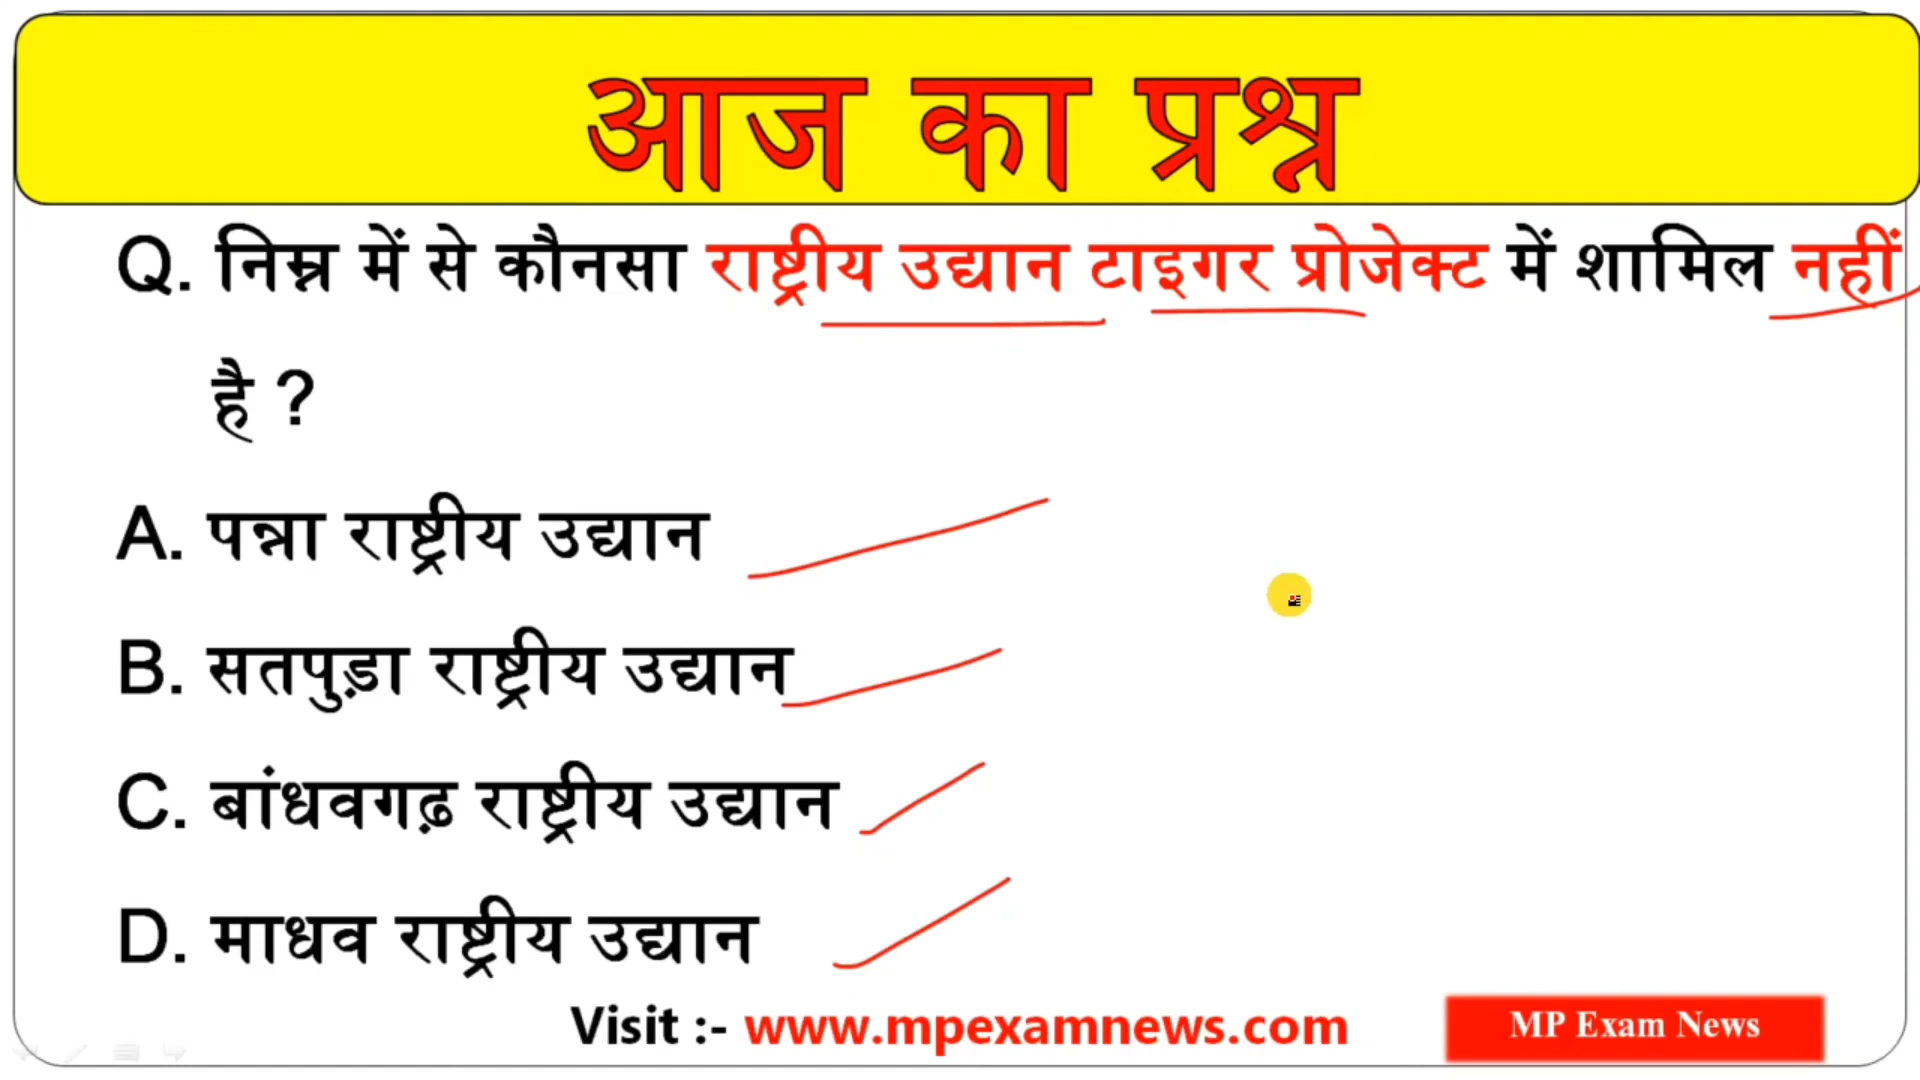 आज का प्रश्न
Q. निम्न में से कौनसा राष्ट्रीय उद्यान टाइगर प्रोजेक्ट में शामिल नहीं
है ?
A. पन्ना राष्ट्रीय उद्यान
B. सतपुड़ा राष्ट्रीय उद्यान
C. बांधवगढ़ राष्ट्रीय उद्यान
D. माधव राष्ट्रीय उद्यान
Visit :- www.mpexamnews.com
MP Exam News